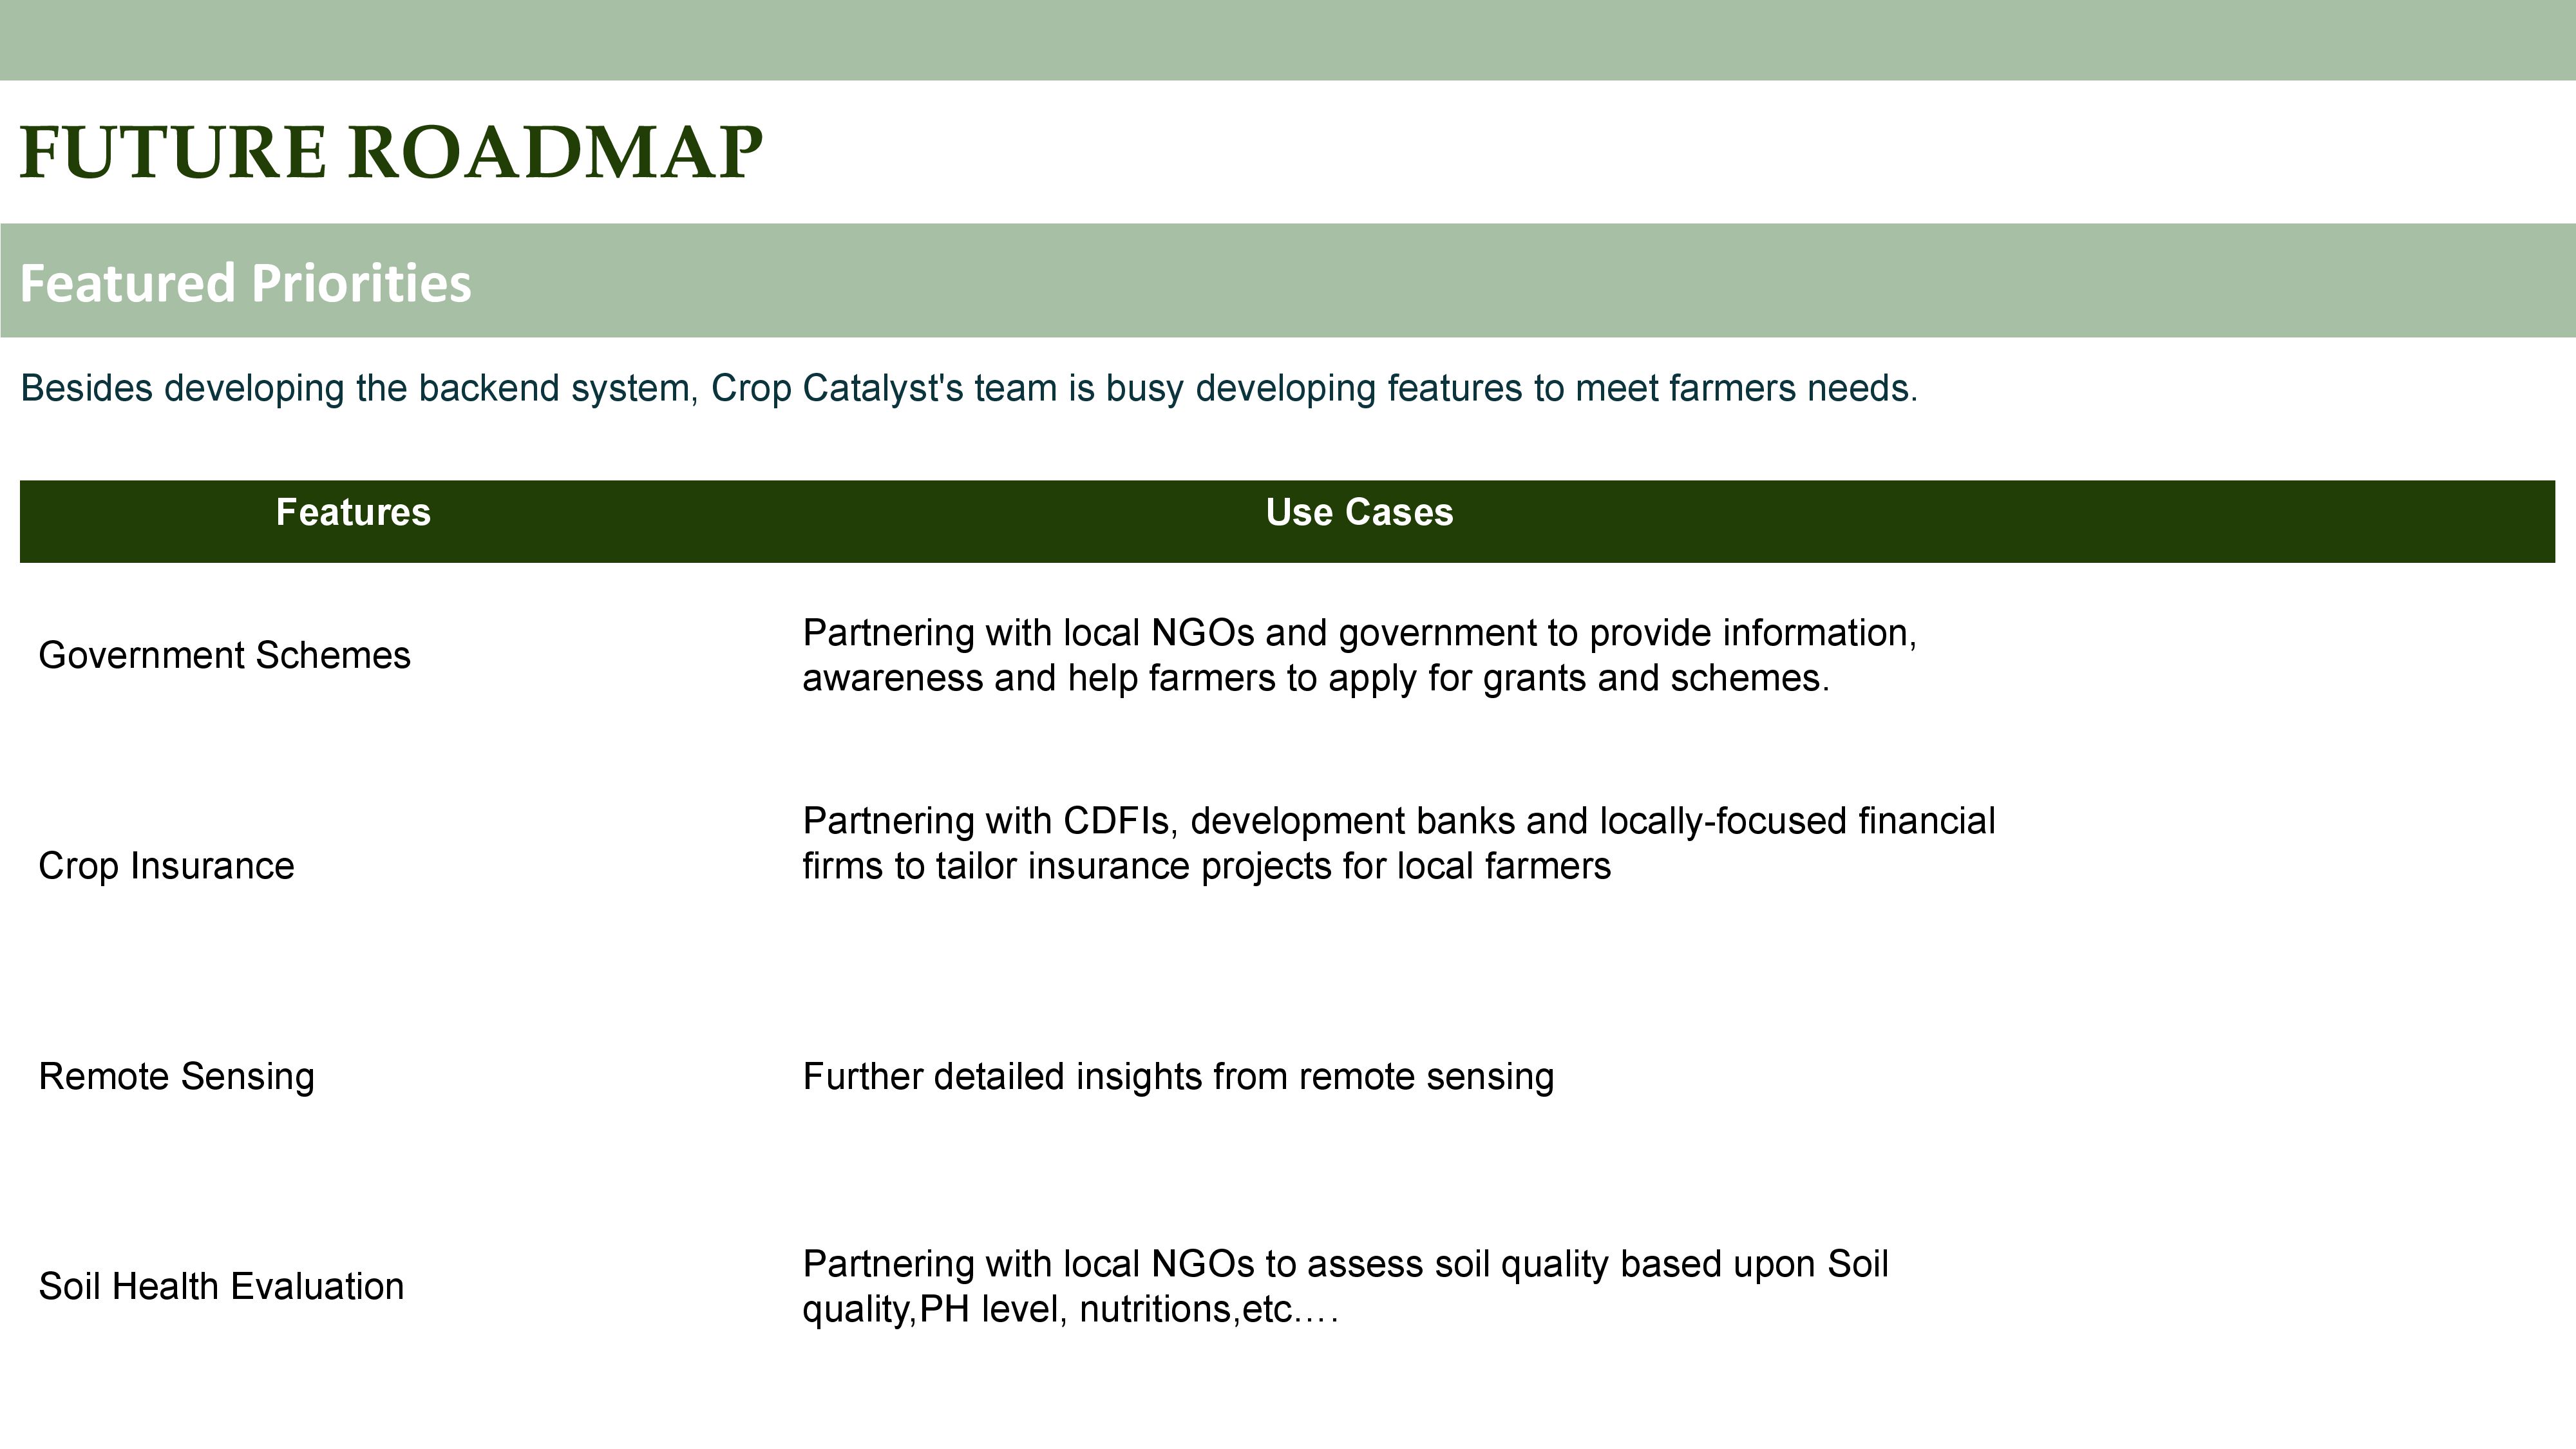 FUTURE ROADMAP
Featured Priorities
Besides developing the backend system, Crop Catalyst's team is busy developing features to meet farmers needs.
Features
Use Cases
Government Schemes
Partnering with local NGOs and government to provide information,
awareness and help farmers to apply for grants and schemes.
Crop Insurance
Partnering with CDFIs, development banks and locally-focused financial
firms to tailor insurance projects for local farmers
Remote Sensing
Further detailed insights from remote sensing
Soil Health Evaluation
Partnering with local NGOs to assess soil quality based upon Soil
quality,PH level, nutritions,etc….